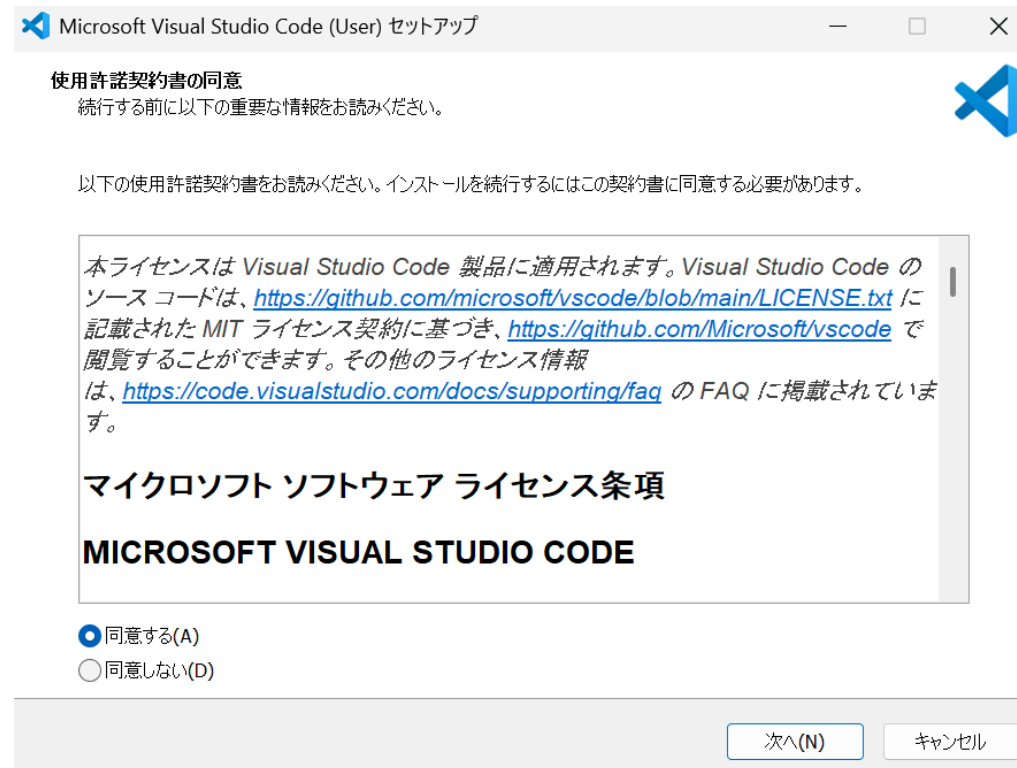 Microsoft Visual Studio Code (User) セットアップ
使用許諾契約書の同意
続行する前に以下の重要な情報をお読みください。
以下の使用許諾契約書をお読みください。インストールを続行するにはこの契約書に同意する必要があります。
本ライセンスは Visual Studio Code 製品に適用されます。Visual Studio Code の
ソース コードは、https://github.com/microsoft/vscode/blob/main/LICENSE.txt に
記載された MIT ライセンス契約に基づき、https://github.com/Microsoft/vscode で
閲覧することができます。その他のライセンス情報
は、https://code.visualstudio.com/docs/supporting/faq の FAQ に掲載されていま
す。
マイクロソフト ソフトウェア ライセンス条項
MICROSOFT VISUAL STUDIO CODE
同意する(A)
同意しない(D)
次へ(N)
キャンセル